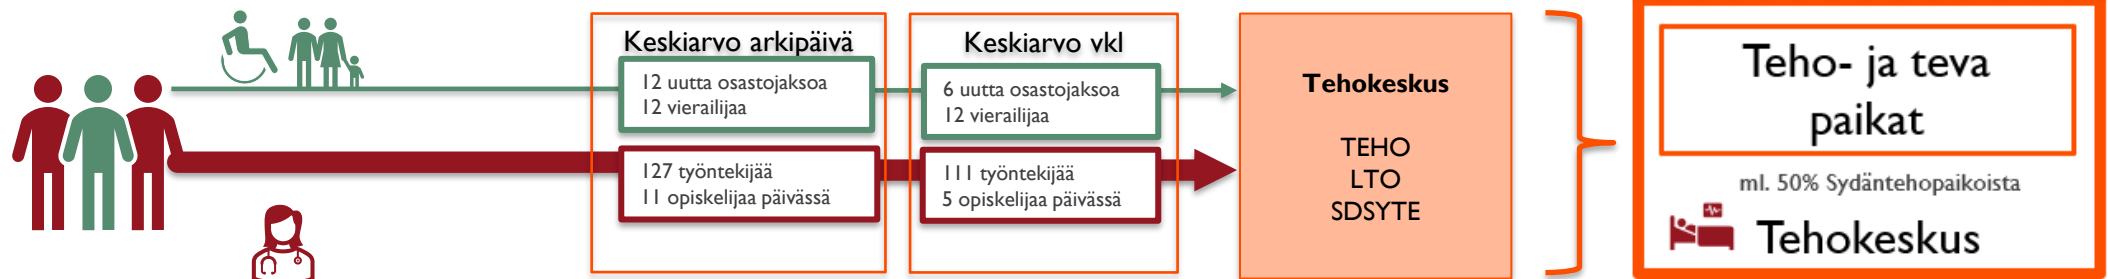 Keskiarvo arkipäivä
12 uutta osastojaksoa
12 vierailijaa
127 työntekijää
11 opiskelijaa päivässä
Keskiarvo vkl
6 uutta osastojaksoa
12 vierailijaa
111 työntekijää
5 opiskelijaa päivässä
Tehokeskus
TEHO
LTO
SDSYTE
Teho- ja teva
paikat
ml. 50% Sydäntehopaikoista
Tehokeskus